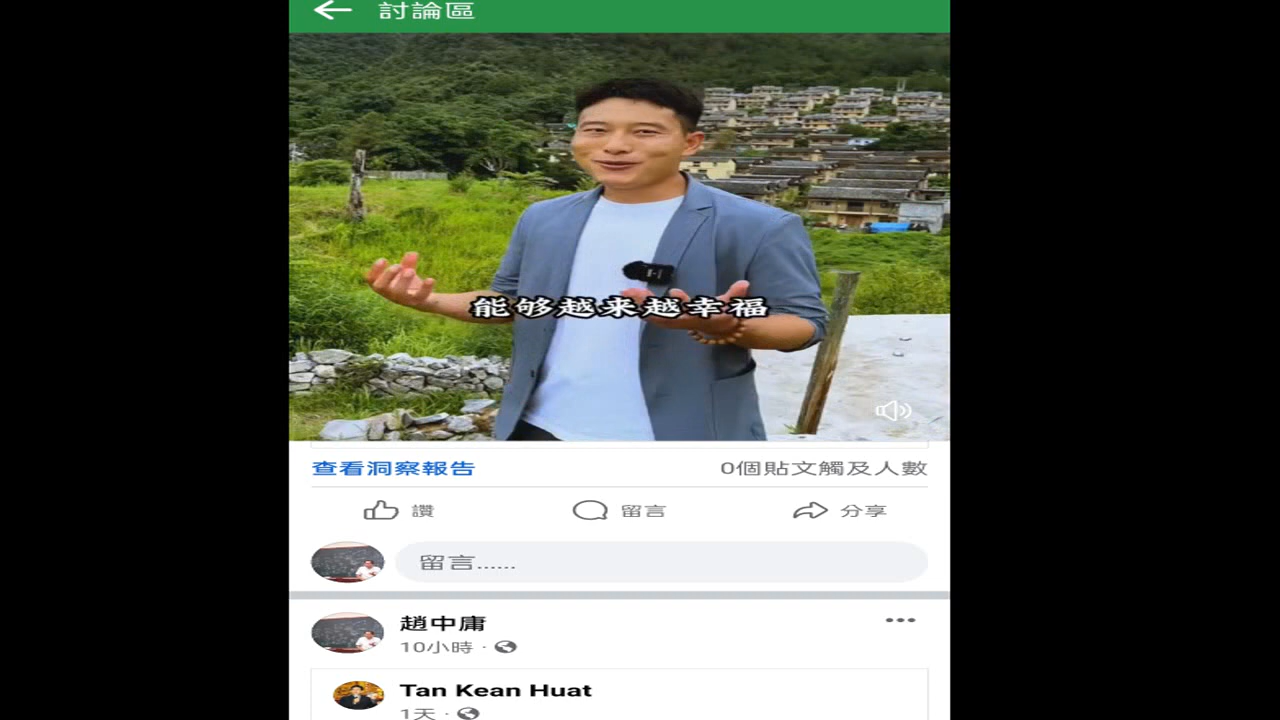 討論區
能够越来越幸福
查看洞察報告
0個貼文觸及人數
讚
留言
分享
留言......
趙中庸
10小時 ·
Tan Kean Huat
1天 ·